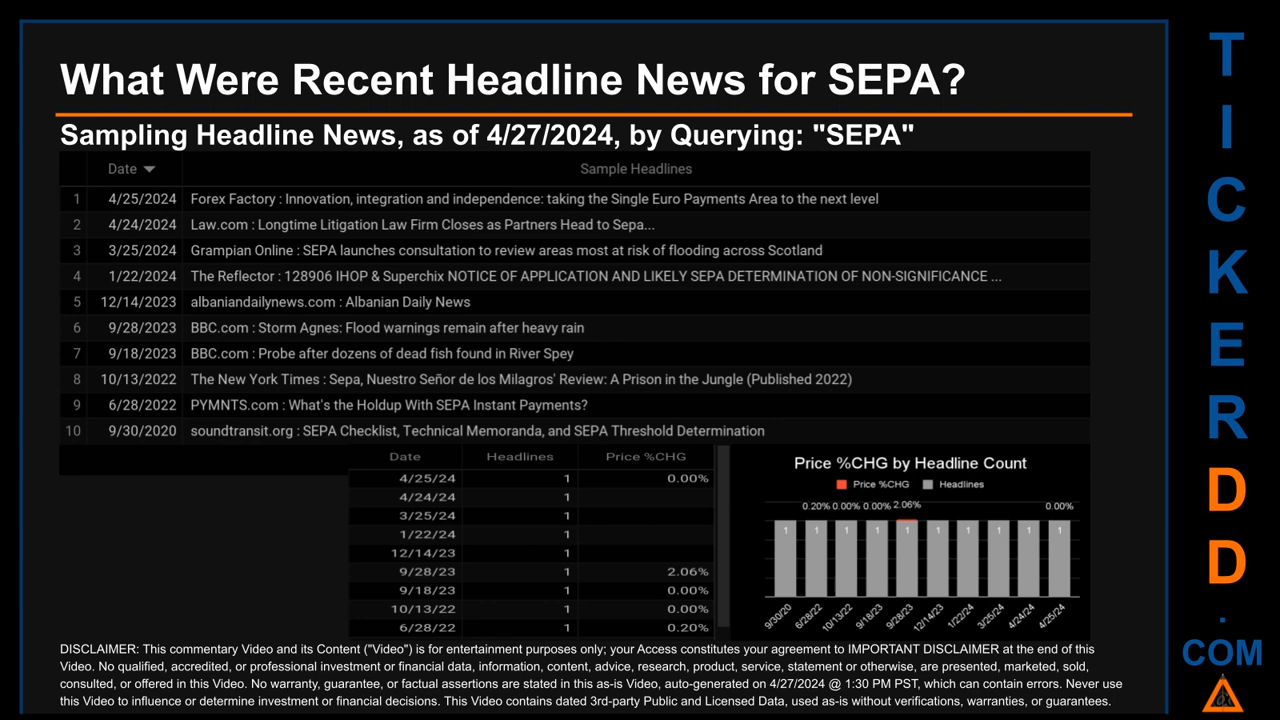 What Were Recent Headline News for SEPA?
Sampling Headline News, as of 4/27/2024, by Querying: "SEPA"
Date Sample Headlines
1 4/25/2024 Forex Factory : Innovation, integration and independence: taking the Single Euro Payments Area to the next level
2 4/24/2024 Law.com : Longtime Litigation Law Firm Closes as Partners Head to Sepa...
3 3/25/2024 Grampian Online : SEPA launches consultation to review areas most at risk of flooding across Scotland
4 1/22/2024 The Reflector : 128906 IHOP & Superchix NOTICE OF APPLICATION AND LIKELY SEPA DETERMINATION OF NON-SIGNIFICANCE ...
5 12/14/2023 albaniandailynews.com : Albanian Daily News
6 9/28/2023 BBC.com : Storm Agnes: Flood warnings remain after heavy rain
7 9/18/2023 BBC.com : Probe after dozens of dead fish found in River Spey
8 10/13/2022 The New York Times : Sepa, Nuestro Señor de los Milagros' Review: A Prison in the Jungle (Published 2022)
9 6/28/2022 PYMNTS.com : What's the Holdup With SEPA Instant Payments?
10 9/30/2020 soundtransit.org : SEPA Checklist, Technical Memoranda, and SEPA Threshold Determination
Date Headlines Price %CHG
4/25/24 1 0.00%
4/24/24 1
3/25/24 1
1/22/24 1
12/14/23 1
9/28/23 1 2.06%
9/18/23 1 0.00%
10/13/22 1 0.00%
6/28/22 1 0.20%
Price %CHG by Headline Count
Price %CHG Headlines
0.20% 0.00% 0.00% 2.06% 0.00%
1 1 1 1 1 1 1 1 1 1
9/30/20 6/28/22 10/13/22 9/18/23 9/28/23 12/14/23 1/22/24 3/25/24 4/24/24 4/25/24
DISCLAIMER: This commentary Video and its Content ("Video") is for entertainment purposes only; your Access constitutes your agreement to IMPORTANT DISCLAIMER at the end of this
Video. No qualified, accredited, or professional investment or financial data, information, content, advice, research, product, service, statement or otherwise, are presented, marketed, sold,
consulted, or offered in this Video. No warranty, guarantee, or factual assertions are stated in this as-is Video, auto-generated on 4/27/2024 @ 1:30 PM PST, which can contain errors. Never use
this Video to influence or determine investment or financial decisions. This Video contains dated 3rd-party Public and Licensed Data, used as-is without verifications, warranties, or guarantees.
T
I
C
K
E
R
D
D
.
COM